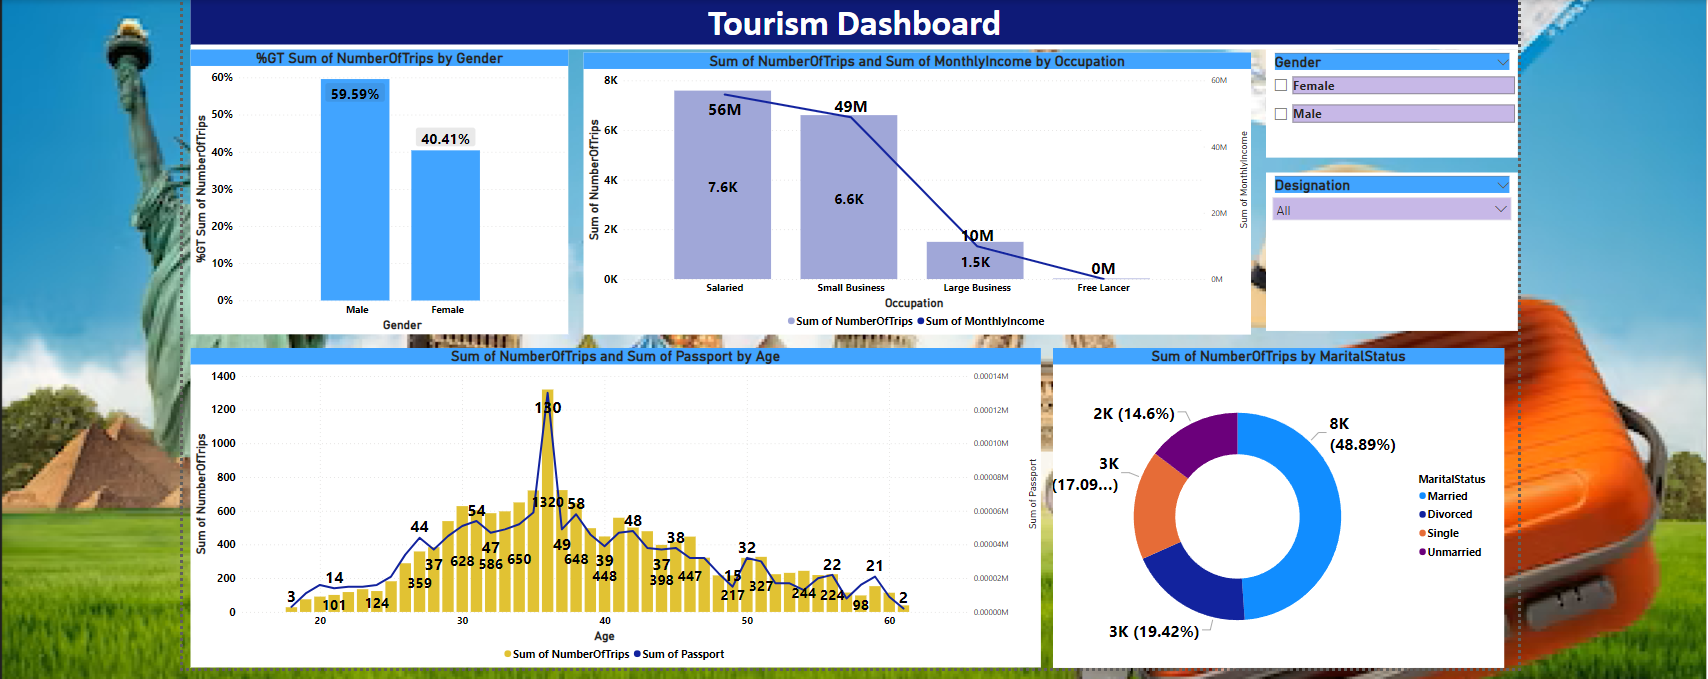 Tourism Dashboard
%GT Sum of NumberOfTrips by Gender
%GT Sum of NumberOfTrips
60%
50%
40%
30%
20%
10%
0%
59.59%
40.41%
Male
Female
Gender
Sum of NumberOfTrips and Sum of MonthlyIncome by Occupation
Sum of NumberOfTrips
8K
6K
4K
2K
0K
56M
49M
10M
0M
7.6K
6.6K
1.5K
60M
40M
20M
0M
Sum of MonthlyIncome
Salaried
Small Business
Large Business
Free Lancer
Occupation
Sum of NumberOfTrips
Sum of MonthlyIncome
Gender
Female
Male
Designation
All
Sum of NumberOfTrips and Sum of Passport by Age
Sum of NumberOfTrips
1400
1200
1000
800
600
400
200
0
3
14
44
37
54
47
130
49
58
39
48
37
38
15
32
22
21
2
101
124
359
628
586
650
1320
648
448
398
447
217
327
244
224
98
0.00014M
0.00012M
0.00010M
0.00008M
0.00006M
0.00004M
0.00002M
0.00000M
Sum of Passport
20
30
40
50
60
Age
Sum of NumberOfTrips
Sum of Passport
Sum of NumberOfTrips by MaritalStatus
2K (14.6%)
8K
(48.89%)
3K
(17.09...)
3K (19.42%)
MaritalStatus
Married
Divorced
Single
Unmarried